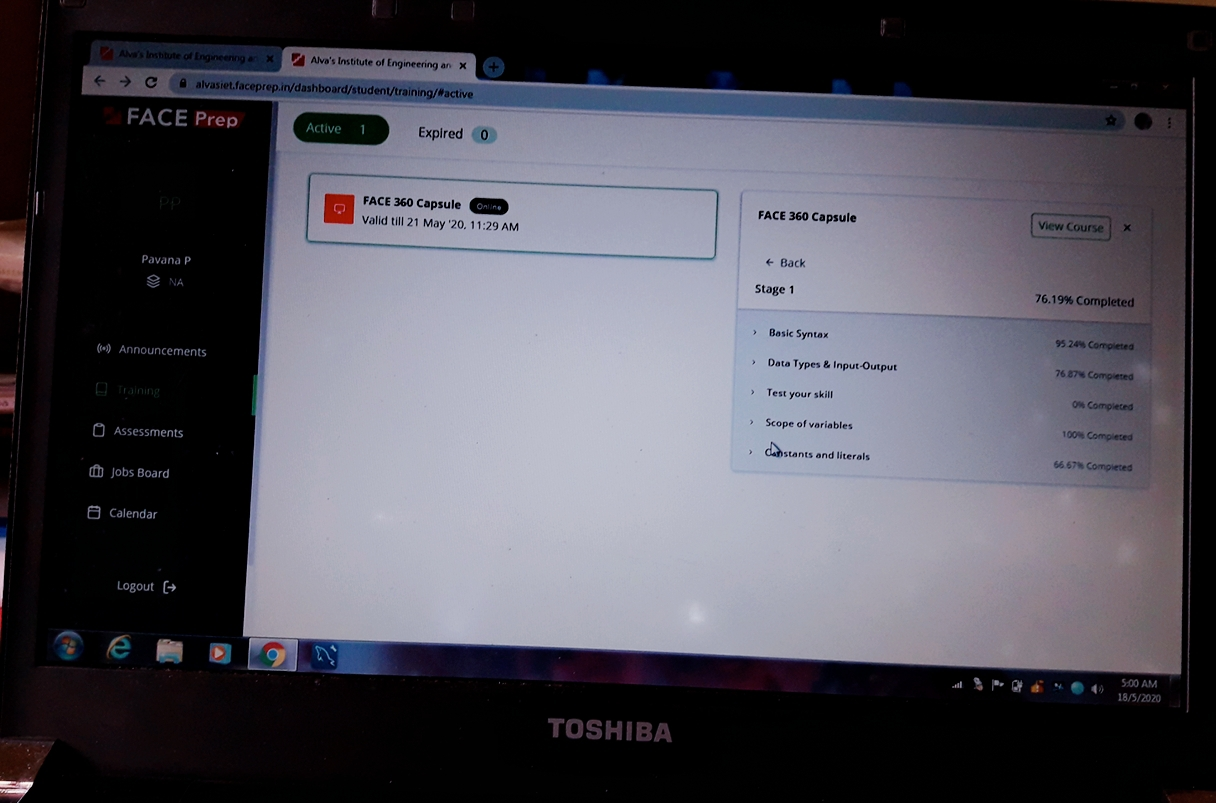 Alva's Institute of Engineering an
Alva's Institute of Engineering an
alvasiet.faceprep.in/dashboard/student/training/#active
FACE Prep
Active 1
Expired 0
PP
Pavana P
NA
Announcements
Training
Assessments
Jobs Board
Calendar
Logout
FACE 360 Capsule Online
Valid till 21 May '20, 11:29 AM
FACE 360 Capsule
View Course
Back
Stage 1
76.19% Completed
Basic Syntax
95.24% Completed
Data Types & Input-Output
76.87% Completed
Test your skill
0% Completed
Scope of variables
100% Completed
Constants and literals
66.67% Completed
5:00 AM
18/5/2020
TOSHIBA